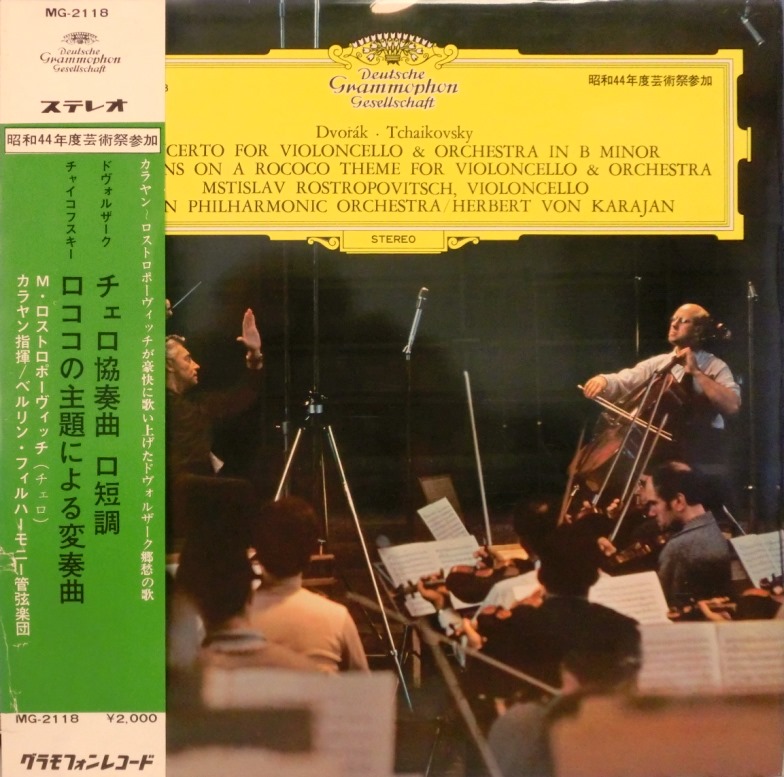 MG-2118
Deutsche
Grammophon
Gesellschaft
ステレオ
昭和44年度芸術祭参加
カラヤン〜ロストロポーヴィッチが豪快に歌い上げたドヴォルザーク郷愁の歌
ドヴォルザーク チェロ協奏曲 ロ短調
チャイコフスキー ロココの主題による変奏曲
M・ロストロポーヴィッチ(チェロ)
カラヤン指揮/ベルリン・フィルハーモニー管弦楽団
MG-2118 ¥2,000
グラモフォンレコード
Deutsche
Grammophon
Gesellschaft
昭和44年度芸術祭参加
Dvořák · Tchaikovsky
CERTO FOR VIOLONCELLO & ORCHESTRA IN B MINOR
NS ON A ROCOCO THEME FOR VIOLONCELLO & ORCHESTRA
MSTISLAV ROSTROPOVITSCH, VIOLONCELLO
N PHILHARMONIC ORCHESTRA/HERBERT VON KARAJAN
STEREO